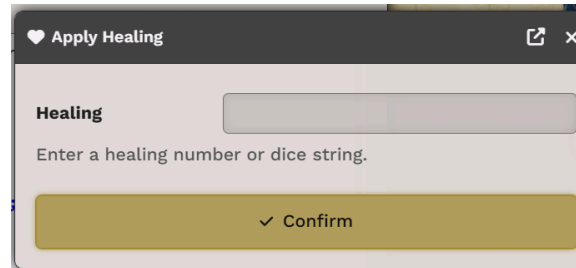 Apply Healing
Healing
Enter a healing number or dice string.
Confirm